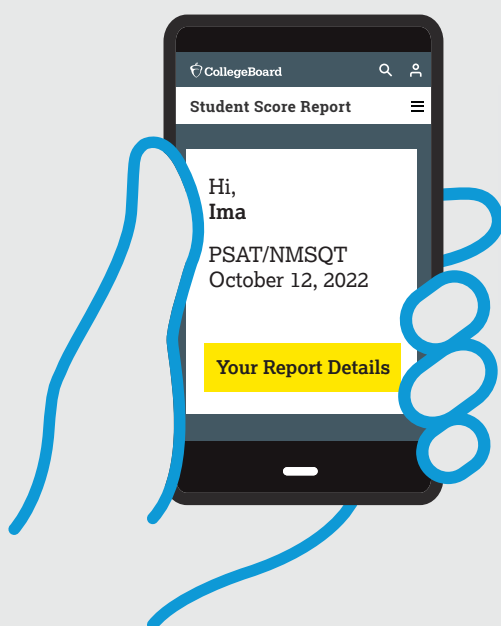 CollegeBoard
Student Score Report
Hi,
Ima
PSAT/NMSQT
October 12, 2022
Your Report Details